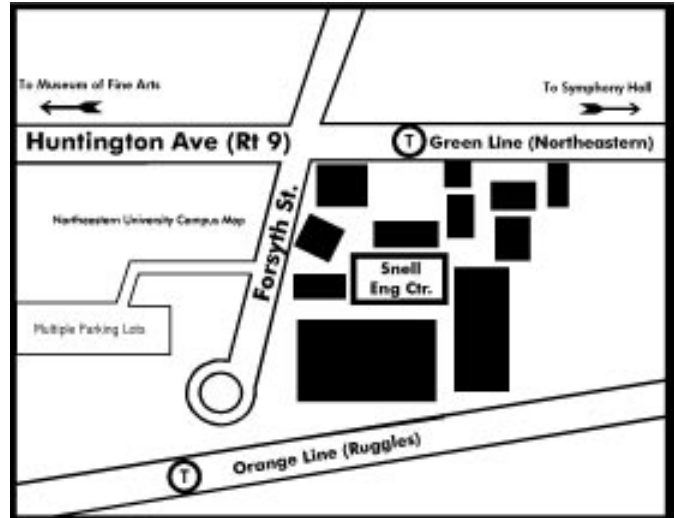 To Museum of Fine Arts
To Symphony Hall
Huntington Ave (Rt 9)
T Green Line (Northeastern)
Northeastern University Campus Map
Forsyth St.
Snell
Eng Ctr.
Multiple Parking Lots
Orange Line (Ruggles)
T